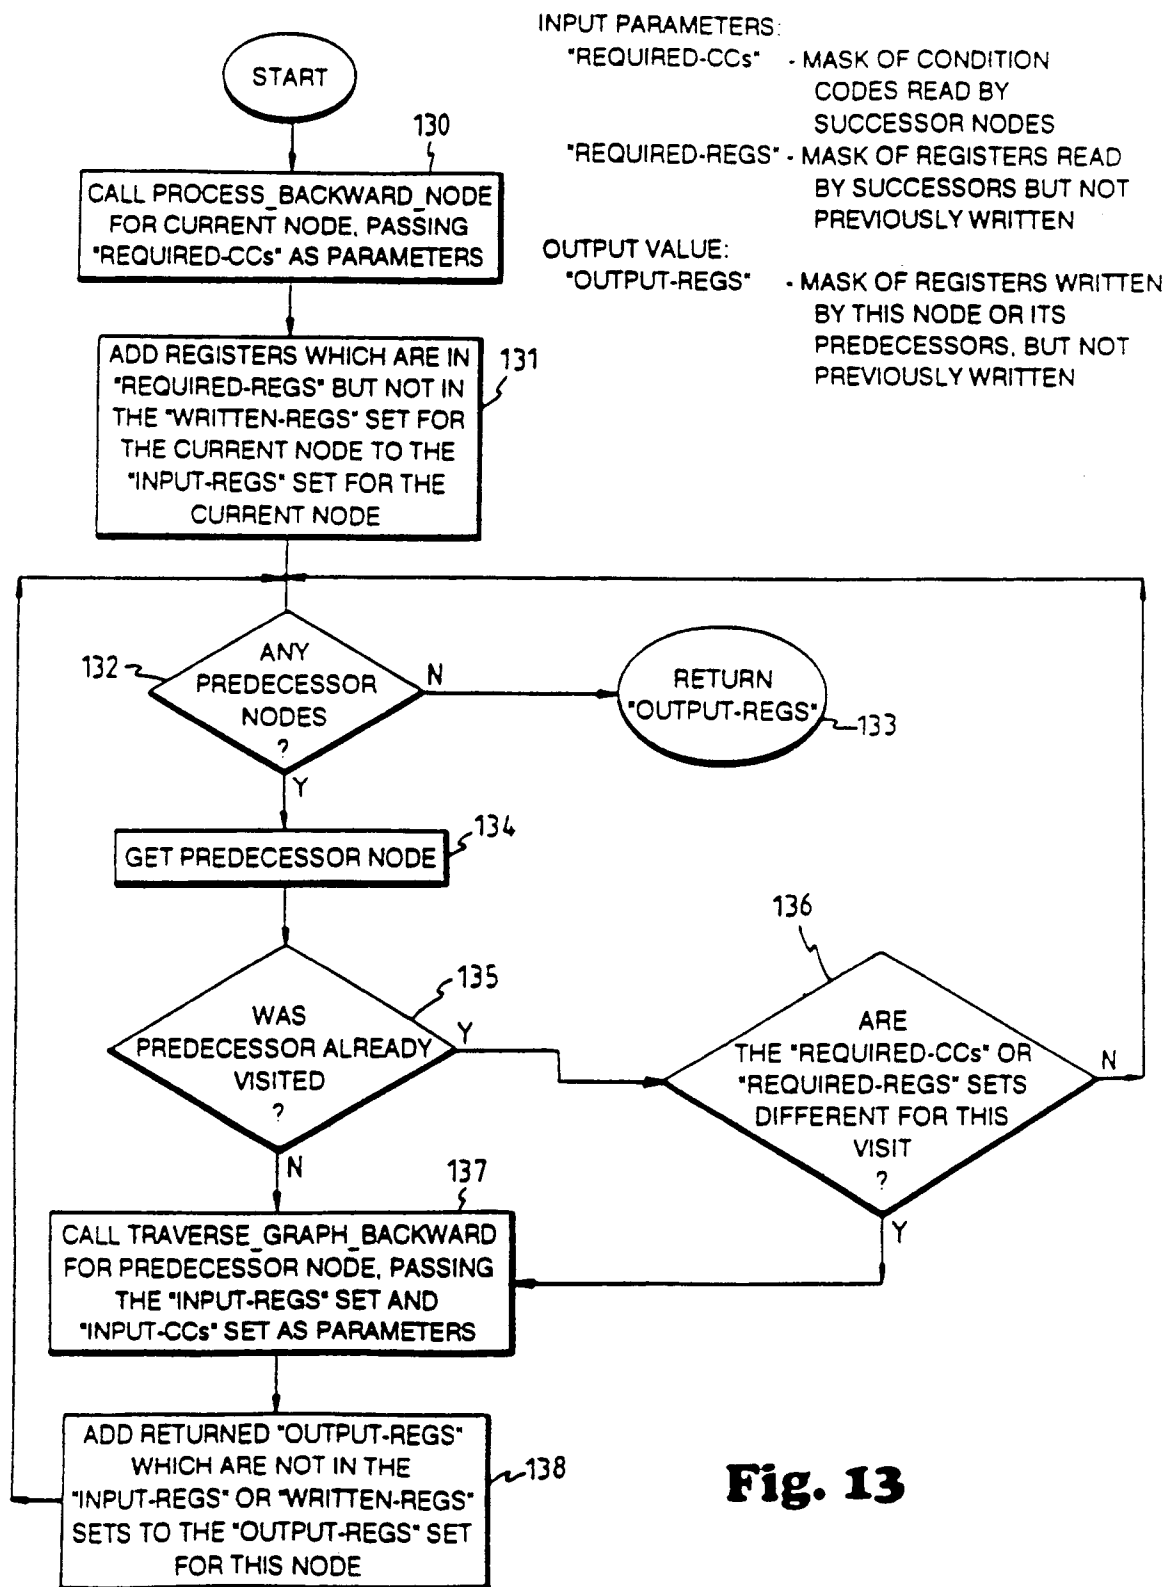 INPUT PARAMETERS:
"REQUIRED-CCs" - MASK OF CONDITION
CODES READ BY
SUCCESSOR NODES
"REQUIRED-REGS" - MASK OF REGISTERS READ
BY SUCCESSORS BUT NOT
PREVIOUSLY WRITTEN
OUTPUT VALUE:
"OUTPUT-REGS" - MASK OF REGISTERS WRITTEN
BY THIS NODE OR ITS
PREDECESSORS, BUT NOT
PREVIOUSLY WRITTEN
START
130
CALL PROCESS_BACKWARD_NODE
FOR CURRENT NODE, PASSING
"REQUIRED-CCs" AS PARAMETERS
131
ADD REGISTERS WHICH ARE IN
"REQUIRED-REGS" BUT NOT IN
THE "WRITTEN-REGS" SET FOR
THE CURRENT NODE TO THE
"INPUT-REGS" SET FOR THE
CURRENT NODE
132
ANY
PREDECESSOR
NODES
?
N
Y
RETURN
"OUTPUT-REGS"
133
134
GET PREDECESSOR NODE
135
WAS
PREDECESSOR ALREADY
VISITED
?
Y
N
136
ARE
THE "REQUIRED-CCs" OR
"REQUIRED-REGS" SETS
DIFFERENT FOR THIS
VISIT
?
N
Y
137
CALL TRAVERSE_GRAPH_BACKWARD
FOR PREDECESSOR NODE, PASSING
THE "INPUT-REGS" SET AND
"INPUT-CCs" SET AS PARAMETERS
138
ADD RETURNED "OUTPUT-REGS"
WHICH ARE NOT IN THE
"INPUT-REGS" OR "WRITTEN-REGS"
SETS TO THE "OUTPUT-REGS" SET
FOR THIS NODE
Fig. 13